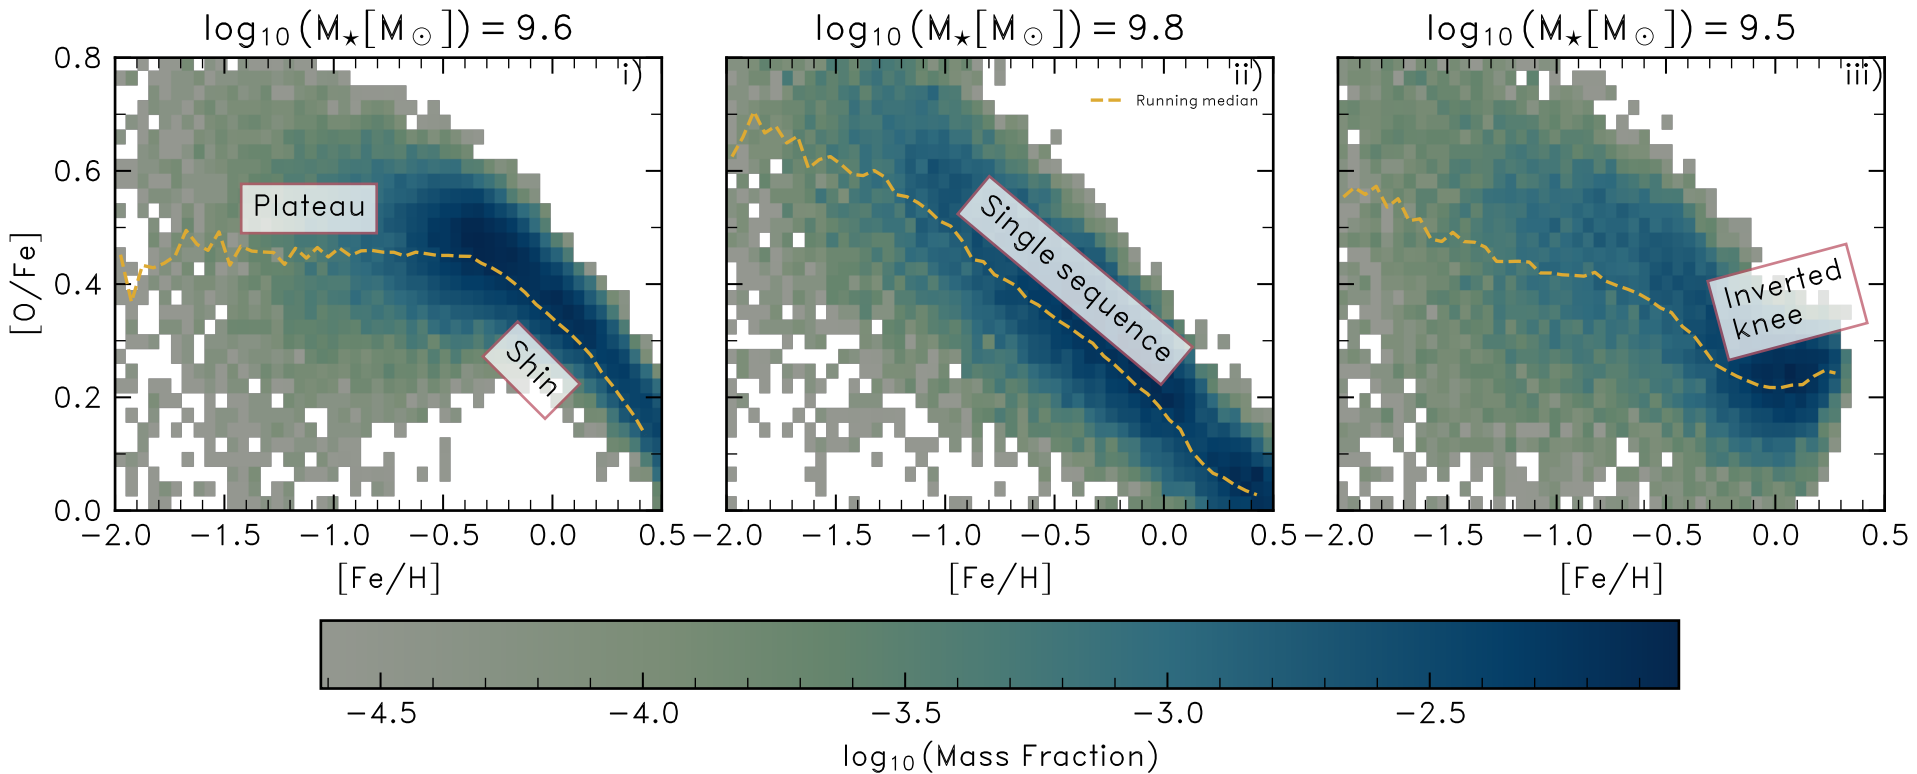 log₁₀(M⋆[M⊙]) = 9.6
log₁₀(M⋆[M⊙]) = 9.8
log₁₀(M⋆[M⊙]) = 9.5
i)
ii)
iii)
Running median
Plateau
Shin
Single sequence
Inverted
knee
[O/Fe]
0.8
0.6
0.4
0.2
0.0
−2.0 −1.5 −1.0 −0.5 0.0 0.5
−2.0 −1.5 −1.0 −0.5 0.0 0.5
−2.0 −1.5 −1.0 −0.5 0.0 0.5
[Fe/H]
[Fe/H]
[Fe/H]
−4.5 −4.0 −3.5 −3.0 −2.5
log₁₀(Mass Fraction)